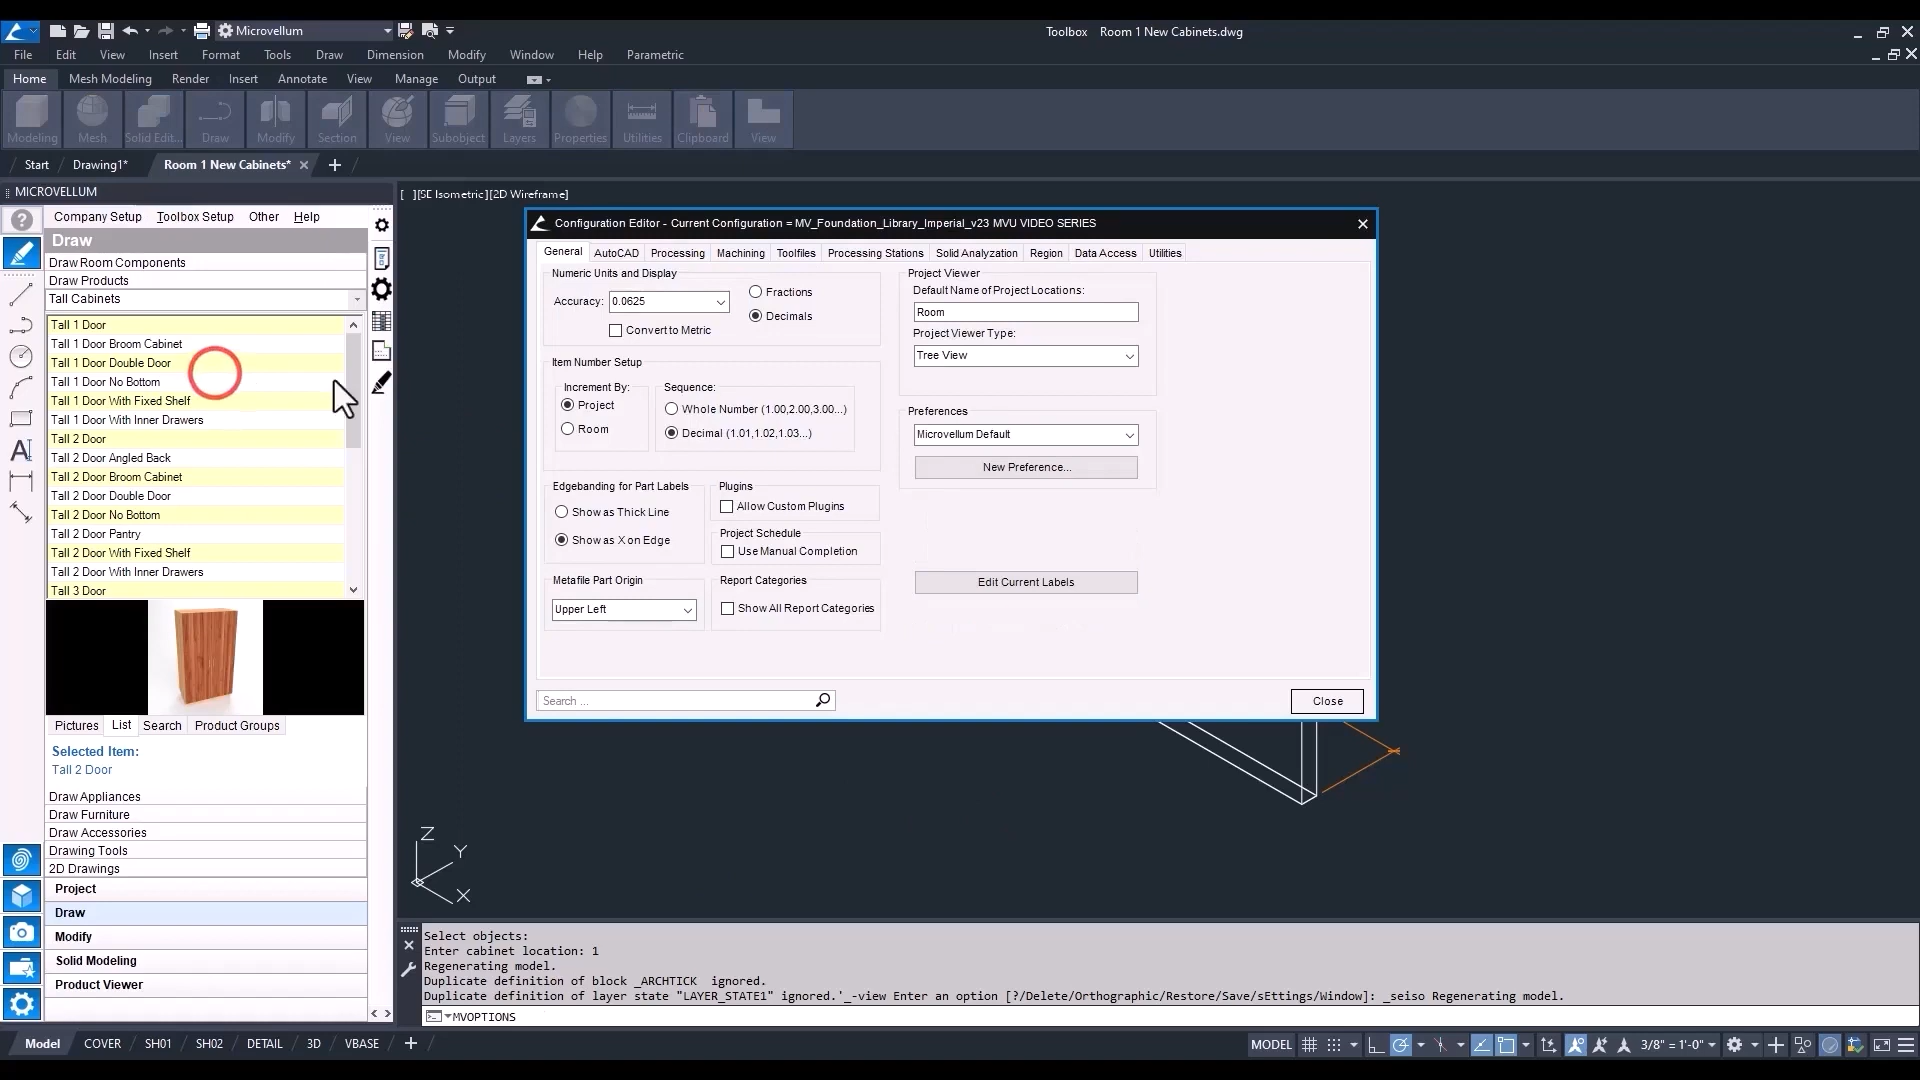 Microvellum
Toolbox Room 1 New Cabinets.dwg
File Edit View Insert Format Tools Draw Dimension Modify Window Help Parametric
Home Mesh Modeling Render Insert Annotate View Manage Output
Modeling Mesh Solid Edit... Draw Modify Section View Subobject Layers Properties Utilities Clipboard View
Start Drawing1* Room 1 New Cabinets*
MICROVELLUM
Company Setup Toolbox Setup Other Help
Draw
Draw Room Components
Draw Products
Tall Cabinets
Tall 1 Door
Tall 1 Door Broom Cabinet
Tall 1 Door Double Door
Tall 1 Door No Bottom
Tall 1 Door With Fixed Shelf
Tall 1 Door With Inner Drawers
Tall 2 Door
Tall 2 Door Angled Back
Tall 2 Door Broom Cabinet
Tall 2 Door Double Door
Tall 2 Door No Bottom
Tall 2 Door Pantry
Tall 2 Door With Fixed Shelf
Tall 2 Door With Inner Drawers
Tall 3 Door
Pictures List Search Product Groups
Selected Item:
Tall 2 Door
Draw Appliances
Draw Furniture
Draw Accessories
Drawing Tools
2D Drawings
Project
Draw
Modify
Solid Modeling
Product Viewer
[ ][SE Isometric][2D Wireframe]
Configuration Editor - Current Configuration = MV_Foundation_Library_Imperial_v23 MVU VIDEO SERIES
General AutoCAD Processing Machining Toolfiles Processing Stations Solid Analyzation Region Data Access Utilities
Numeric Units and Display
Accuracy: 0.0625
Fractions
Decimals
Convert to Metric
Item Number Setup
Increment By:
Project
Room
Sequence:
Whole Number (1.00,2.00,3.00...)
Decimal (1.01,1.02,1.03...)
Edgebanding for Part Labels
Show as Thick Line
Show as X on Edge
Plugins
Allow Custom Plugins
Project Schedule
Use Manual Completion
Metafile Part Origin
Upper Left
Report Categories
Show All Report Categories
Project Viewer
Default Name of Project Locations:
Room
Project Viewer Type:
Tree View
Preferences
Microvellum Default
New Preference...
Edit Current Labels
Search ...
Close
Z
Y
X
Select objects:
Enter cabinet location: 1
Regenerating model.
Duplicate definition of block _ARCHTICK  ignored.
Duplicate definition of layer state "LAYER_STATE1" ignored.'_-view Enter an option [?/Delete/Orthographic/Restore/Save/sEttings/Window]: _seiso Regenerating model.
MVOPTIONS
Model COVER SH01 SH02 DETAIL 3D VBASE
MODEL 3/8" = 1'-0"